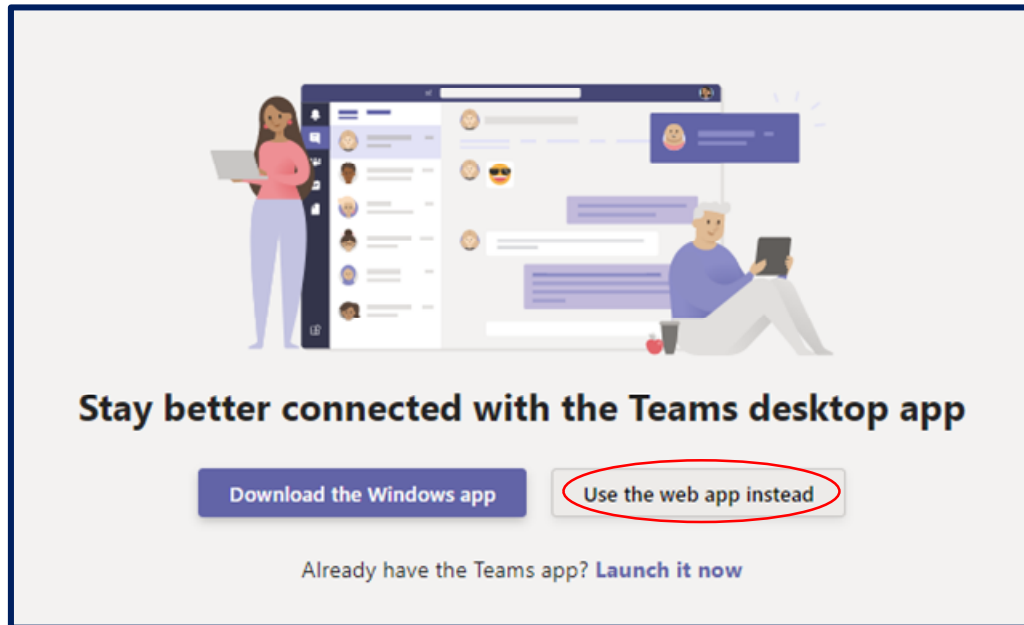 Stay better connected with the Teams desktop app
Download the Windows app
Use the web app instead
Already have the Teams app? Launch it now